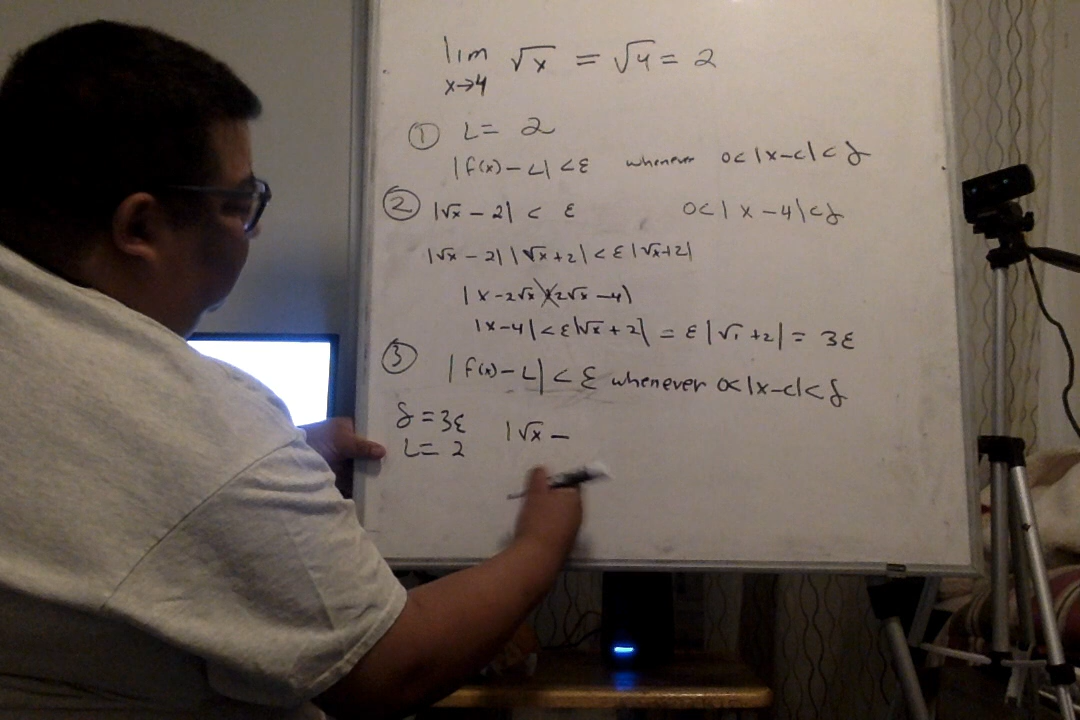 lim √x = √4 = 2
x→4
① L = 2
|f(x) - L| < ε whenever 0 < |x - c| < δ
② |√x - 2| < ε 0 < |x - 4| < δ
|√x - 2| |√x + 2| < ε |√x + 2|
|x - 2√x + 2√x - 4|
|x - 4| < ε|√x + 2| = ε |√1 + 2| = 3ε
③ |f(x) - L| < ε whenever 0 < |x - c| < δ
δ = 3ε |√x -
L = 2